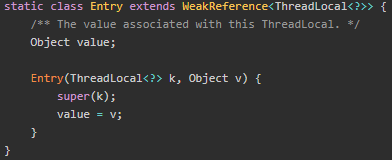 static class Entry extends WeakReference<ThreadLocal<?>> {
/** The value associated with this ThreadLocal. */
Object value;
Entry(ThreadLocal<?> k, Object v) {
super(k);
value = v;
}
}